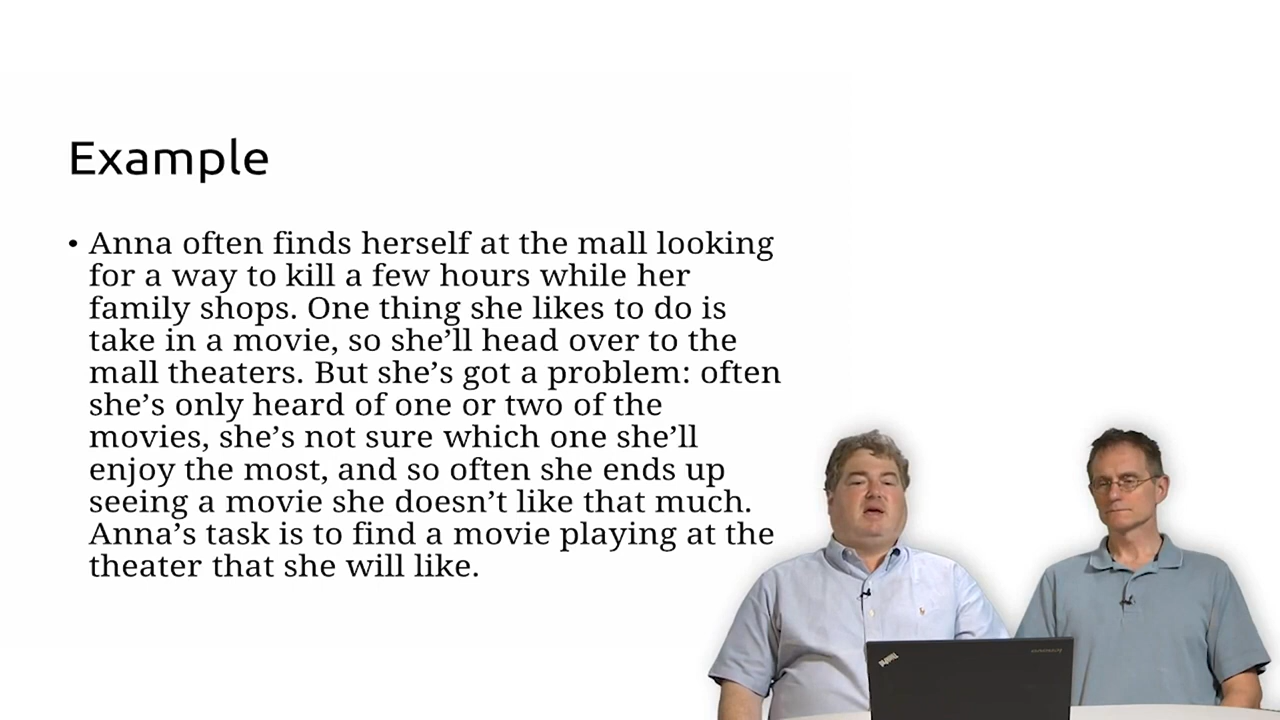 Example
• Anna often finds herself at the mall looking
for a way to kill a few hours while her
family shops. One thing she likes to do is
take in a movie, so she’ll head over to the
mall theaters. But she’s got a problem: often
she’s only heard of one or two of the
movies, she’s not sure which one she’ll
enjoy the most, and so often she ends up
seeing a movie she doesn’t like that much.
Anna’s task is to find a movie playing at the
theater that she will like.